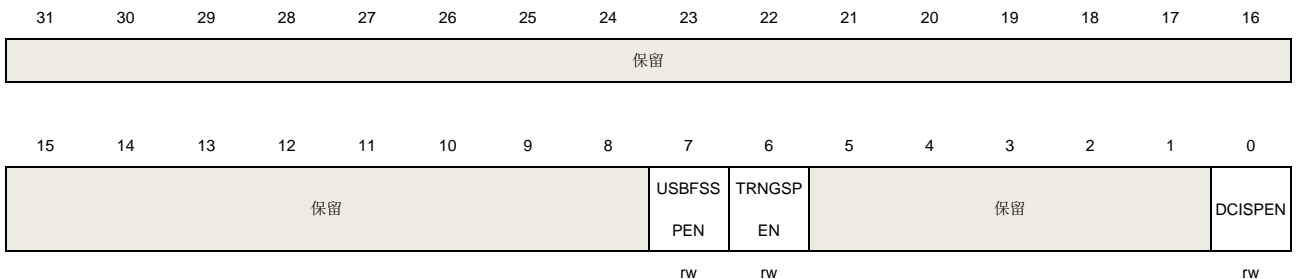 31 30 29 28 27 26 25 24 23 22 21 20 19 18 17 16
保留
15 14 13 12 11 10 9 8 7 6 5 4 3 2 1 0
保留 USBFSS PEN TRNGSP EN 保留 DCISPEN
rw rw rw